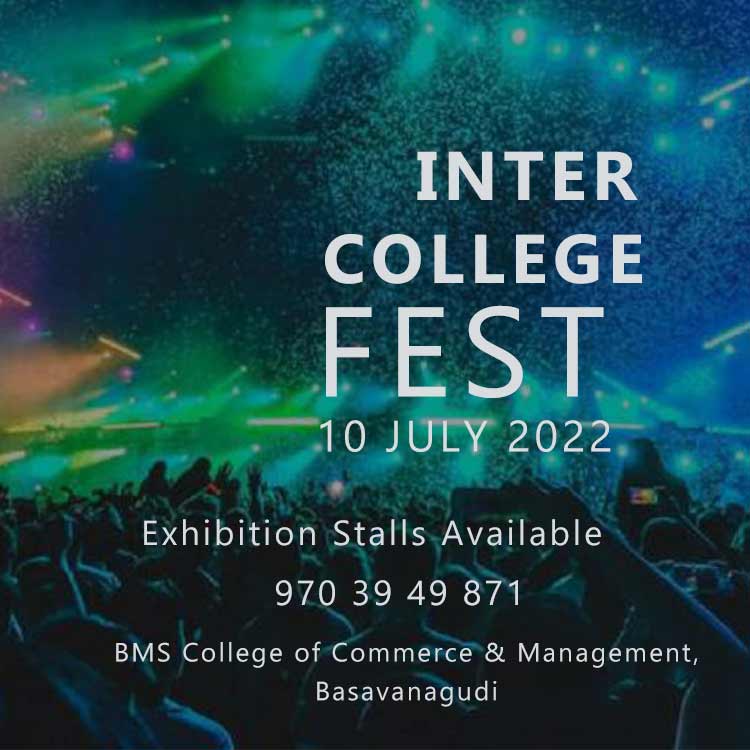 INTER
COLLEGE
FEST
10 JULY 2022
Exhibition Stalls Available
970 39 49 871
BMS College of Commerce & Management,
Basavanagudi